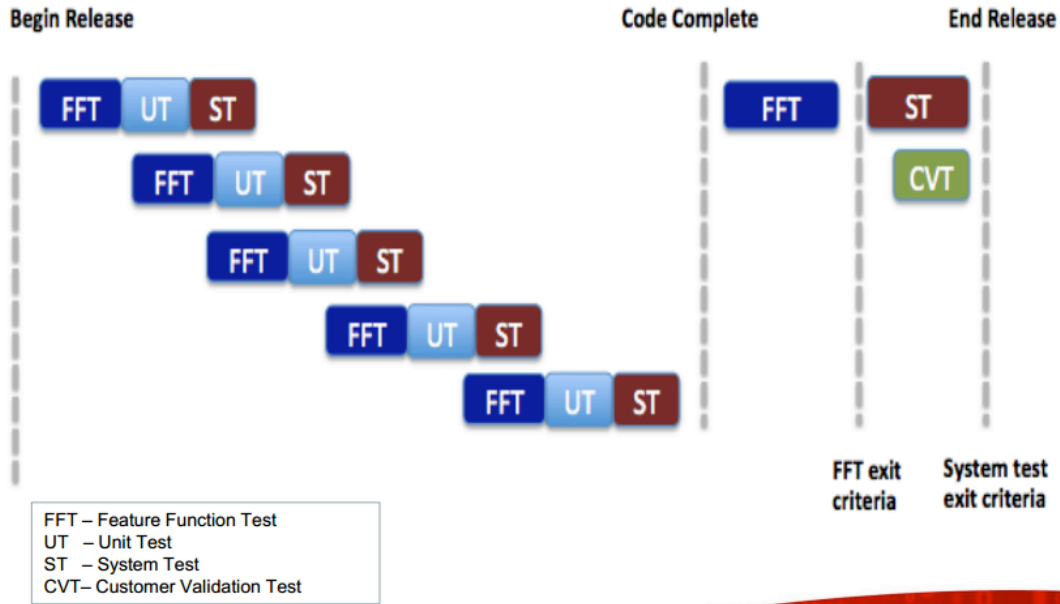 Begin Release
Code Complete
End Release
FFT UT ST
FFT
ST
FFT UT ST
CVT
FFT UT ST
FFT UT ST
FFT UT ST
FFT exit
criteria
System test
exit criteria
FFT – Feature Function Test
UT – Unit Test
ST – System Test
CVT– Customer Validation Test